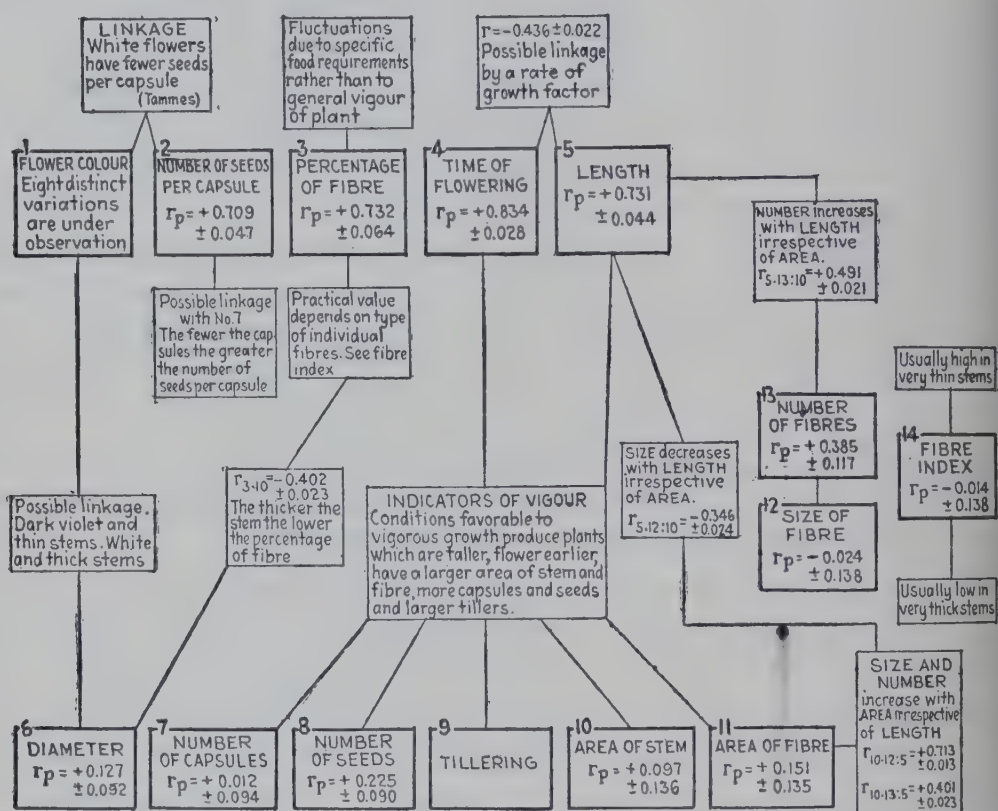 LINKAGE
White flowers
have fewer seeds
per capsule
(Tammes)
Fluctuations
due to specific
food requirements
rather than to
general vigour
of plant
r=-0.436±0.022
Possible linkage
by a rate of
growth factor
1
FLOWER COLOUR
Eight distinct
variations
are under
observation
2
NUMBER OF SEEDS
PER CAPSULE
rp=+0.709
±0.047
3
PERCENTAGE
OF FIBRE
rp=+0.732
±0.064
4
TIME OF
FLOWERING
rp=+0.834
±0.028
5
LENGTH
rp=+0.731
±0.044
NUMBER increases
with LENGTH
irrespective
of AREA.
r5·13:10=+0.491
±0.021
Possible linkage
with No.7
The fewer the cap
sules the greater
the number of
seeds per capsule
Practical value
depends on type
of individual
fibres. See fibre
index
Usually high in
very thin stems
13
NUMBER
OF FIBRES
rp=+0.385
±0.117
14
FIBRE
INDEX
rp=-0.014
±0.138
Possible linkage.
Dark violet and
thin stems. White
and thick stems
r3·10=-0.402
±0.023
The thicker the
stem the lower
the percentage
of fibre
INDICATORS OF VIGOUR
Conditions favorable to
vigorous growth produce plants
which are taller, flower earlier,
have a larger area of stem and
fibre, more capsules and seeds
and larger tillers.
SIZE decreases
with LENGTH
irrespective
of AREA.
r5·12:10=-0.346
±0.024
12
SIZE OF
FIBRE
rp=-0.024
±0.138
Usually low in
very thick stems
6
DIAMETER
rp=+0.127
±0.092
7
NUMBER
OF CAPSULES
rp=+0.012
±0.094
8
NUMBER
OF SEEDS
rp=+0.225
±0.090
9
TILLERING
10
AREA OF STEM
rp=+0.097
±0.136
11
AREA OF FIBRE
rp=+0.151
±0.135
SIZE AND
NUMBER
increase with
AREA irrespective
of LENGTH
r10·12:5=+0.713
±0.013
r10·13:5=+0.401
±0.023